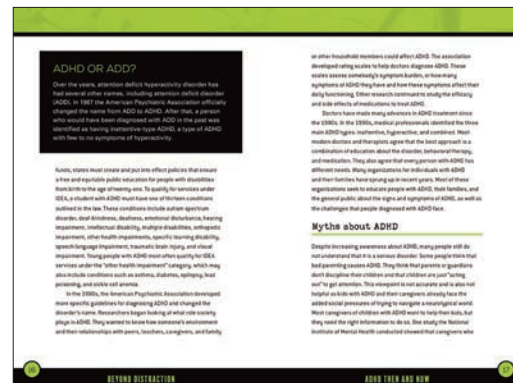 ADHD OR ADD?
Over the years, attention deficit hyperactivity disorder has
had several other names, including attention deficit disorder
(ADD). In 1987 the American Psychiatric Association officially
changed the name from ADD to ADHD. After that, a person
who would have been diagnosed with ADD in the past was
identified as having inattentive-type ADHD, a type of ADHD
with few to no symptoms of hyperactivity.
funds, states must create and put into effect policies that ensure
a free and equitable public education for people with disabilities
from birth to the age of twenty-one. To qualify for services under
IDEA, a student with ADHD must have one of thirteen conditions
outlined in the law. These conditions include autism spectrum
disorder, deaf-blindness, deafness, emotional disturbance, hearing
impairment, intellectual disability, multiple disabilities, orthopedic
impairment, other health impairments, specific learning disability,
speech-language impairment, traumatic brain injury, and visual
impairment. Young people with ADHD most often qualify for IDEA
services under the "other health impairment" category, which may
also include conditions such as asthma, diabetes, epilepsy, lead
poisoning, and sickle cell anemia.
In the 1980s, the American Psychiatric Association developed
more specific guidelines for diagnosing ADHD and changed the
disorder's name. Researchers began looking at what role society
plays in ADHD. They wanted to know how someone's environment
and their relationships with peers, teachers, caregivers, and family
16
BEYOND DISTRACTION
or other household members could affect ADHD. The association
developed rating scales to help doctors diagnose ADHD. These
scales assess somebody's symptom burden, or how many
symptoms of ADHD they have and how these symptoms affect their
daily functioning. Other research continued to study the efficacy
and side effects of medications to treat ADHD.
Doctors have made many advances in ADHD treatment since
the 1980s. In the 1990s, medical professionals identified the three
main ADHD types: inattentive, hyperactive, and combined. Most
modern doctors and therapists agree that the best approach is a
combination of education about the disorder, behavioral therapy,
and medication. They also agree that every person with ADHD has
different needs. Many organizations for individuals with ADHD
and their families have sprung up in recent years. Most of these
organizations seek to educate people with ADHD, their families, and
the general public about the signs and symptoms of ADHD, as well as
the challenges that people diagnosed with ADHD face.
Myths about ADHD
Despite increasing awareness about ADHD, many people still do
not understand that it is a serious disorder. Some people think that
bad parenting causes ADHD. They think that parents or guardians
don't discipline their children and that children are just "acting
out" to get attention. This viewpoint is not accurate and is also not
helpful as kids with ADHD and their caregivers already face the
added social pressures of trying to navigate a neurotypical world.
Most caregivers of children with ADHD want to help their kids, but
they need the right information to do so. One study the National
Institute of Mental Health conducted showed that caregivers who
ADHD THEN AND NOW
17